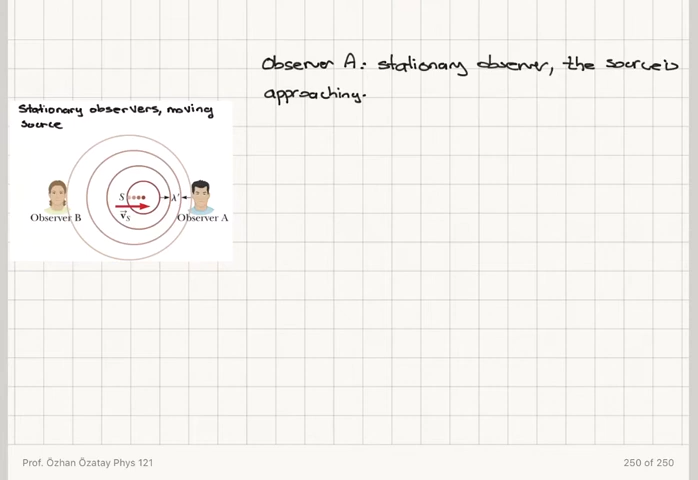 Observer A: stationary observer, the source is
approaching.
Stationary observers, moving
source
S
λ'
v⃗S
Observer B
Observer A
Prof. Özhan Özatay Phys 121
250 of 250